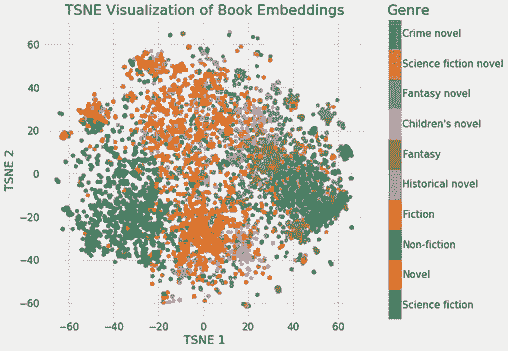 TSNE Visualization of Book Embeddings
Genre
Crime novel
Science fiction novel
Fantasy novel
Children's novel
Fantasy
Historical novel
Fiction
Non-fiction
Novel
Science fiction
60
40
20
0
−20
−40
−60
TSNE 2
−60 −40 −20 0 20 40 60
TSNE 1